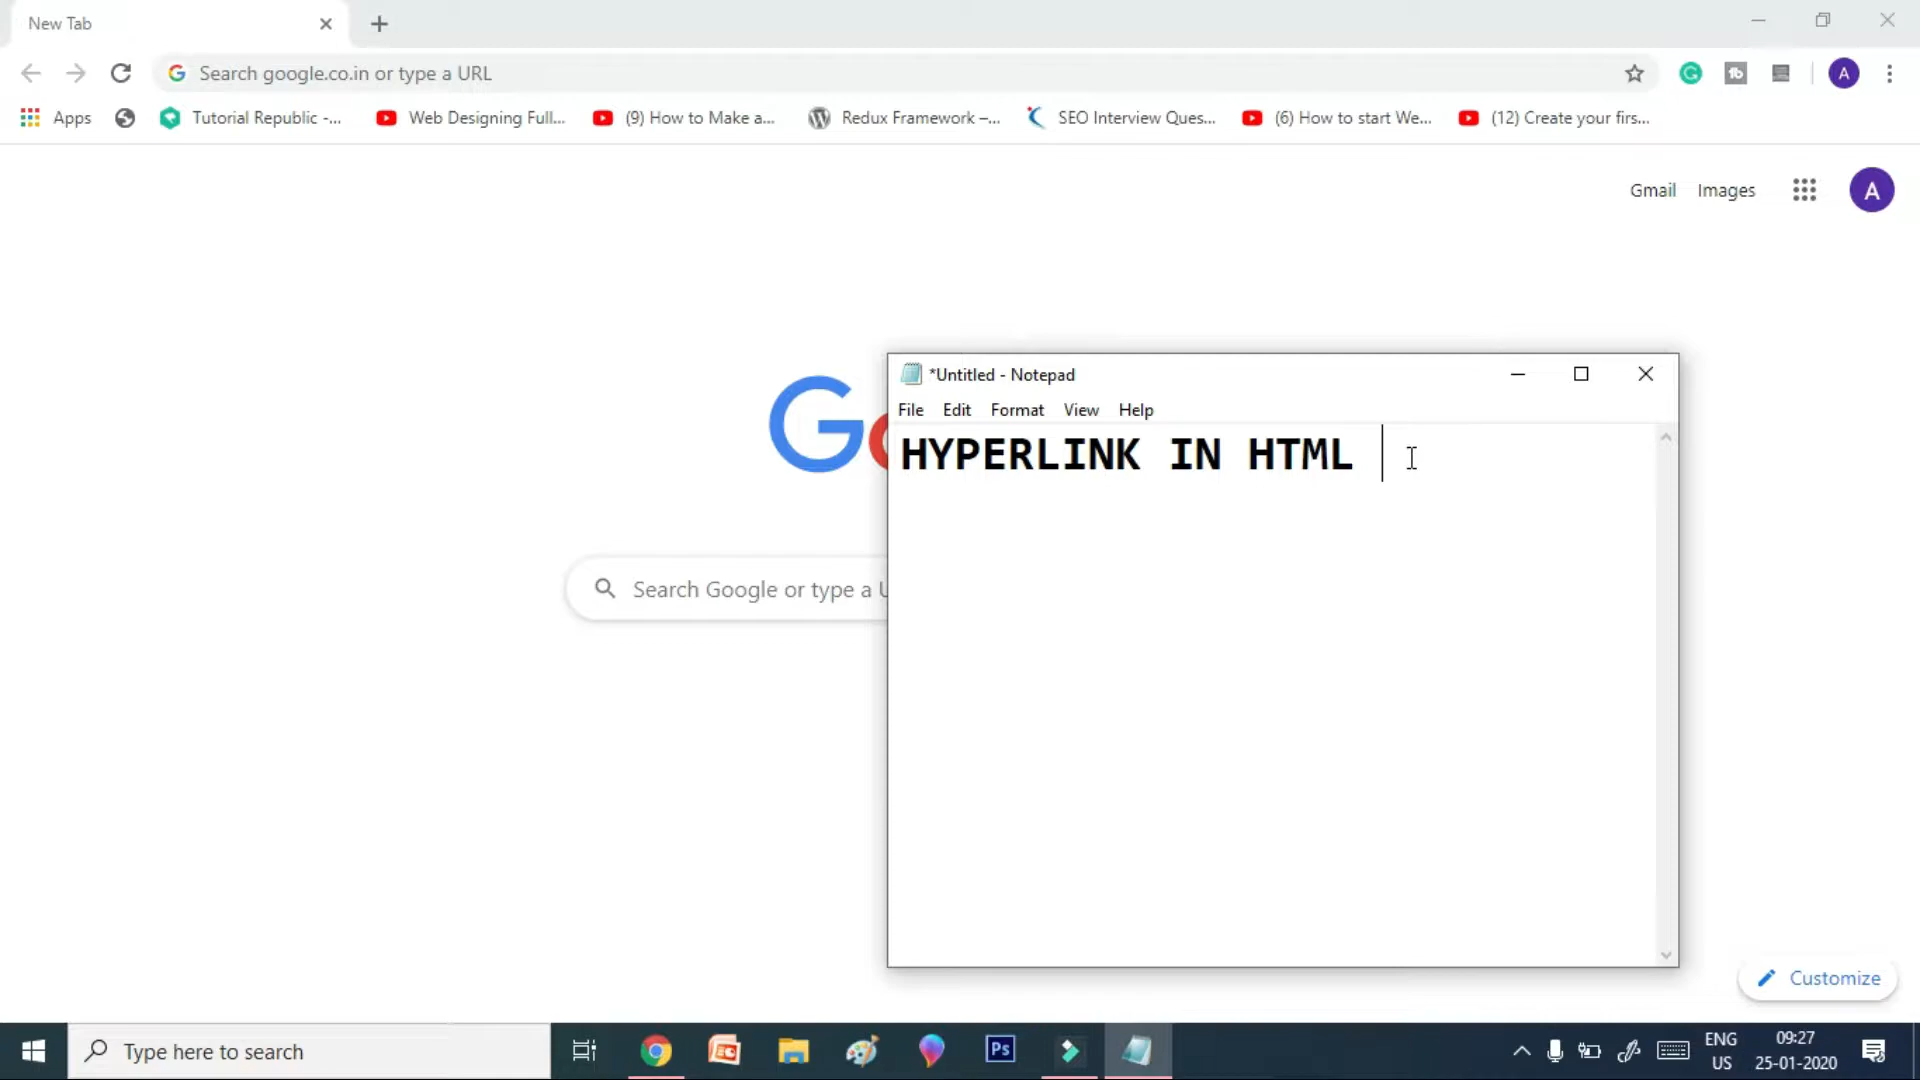 New Tab
Search google.co.in or type a URL
Apps
Tutorial Republic -...
Web Designing Full...
(9) How to Make a...
Redux Framework –...
SEO Interview Ques...
(6) How to start We...
(12) Create your firs...
A
Gmail
Images
A
Go
Search Google or type a U
*Untitled - Notepad
File Edit Format View Help
HYPERLINK IN HTML
Customize
Type here to search
Ps
ENG
US
09:27
25-01-2020